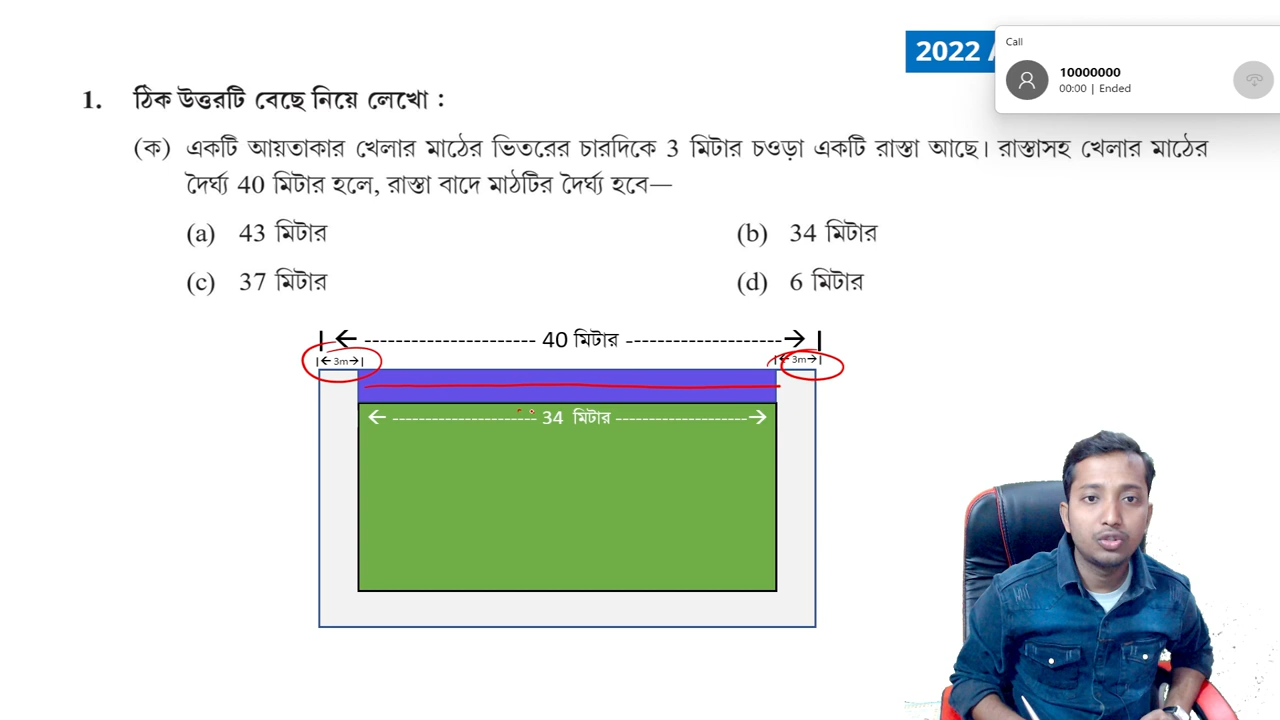 2022 /
Call
10000000
00:00 | Ended
1. ঠিক উত্তরটি বেছে নিয়ে লেখো :
(ক) একটি আয়তাকার খেলার মাঠের ভিতরের চারদিকে 3 মিটার চওড়া একটি রাস্তা আছে। রাস্তাসহ খেলার মাঠের
দৈর্ঘ্য 40 মিটার হলে, রাস্তা বাদে মাঠটির দৈর্ঘ্য হবে—
(a) 43 মিটার (b) 34 মিটার
(c) 37 মিটার (d) 6 মিটার
40 মিটার
3m 3m
34 মিটার